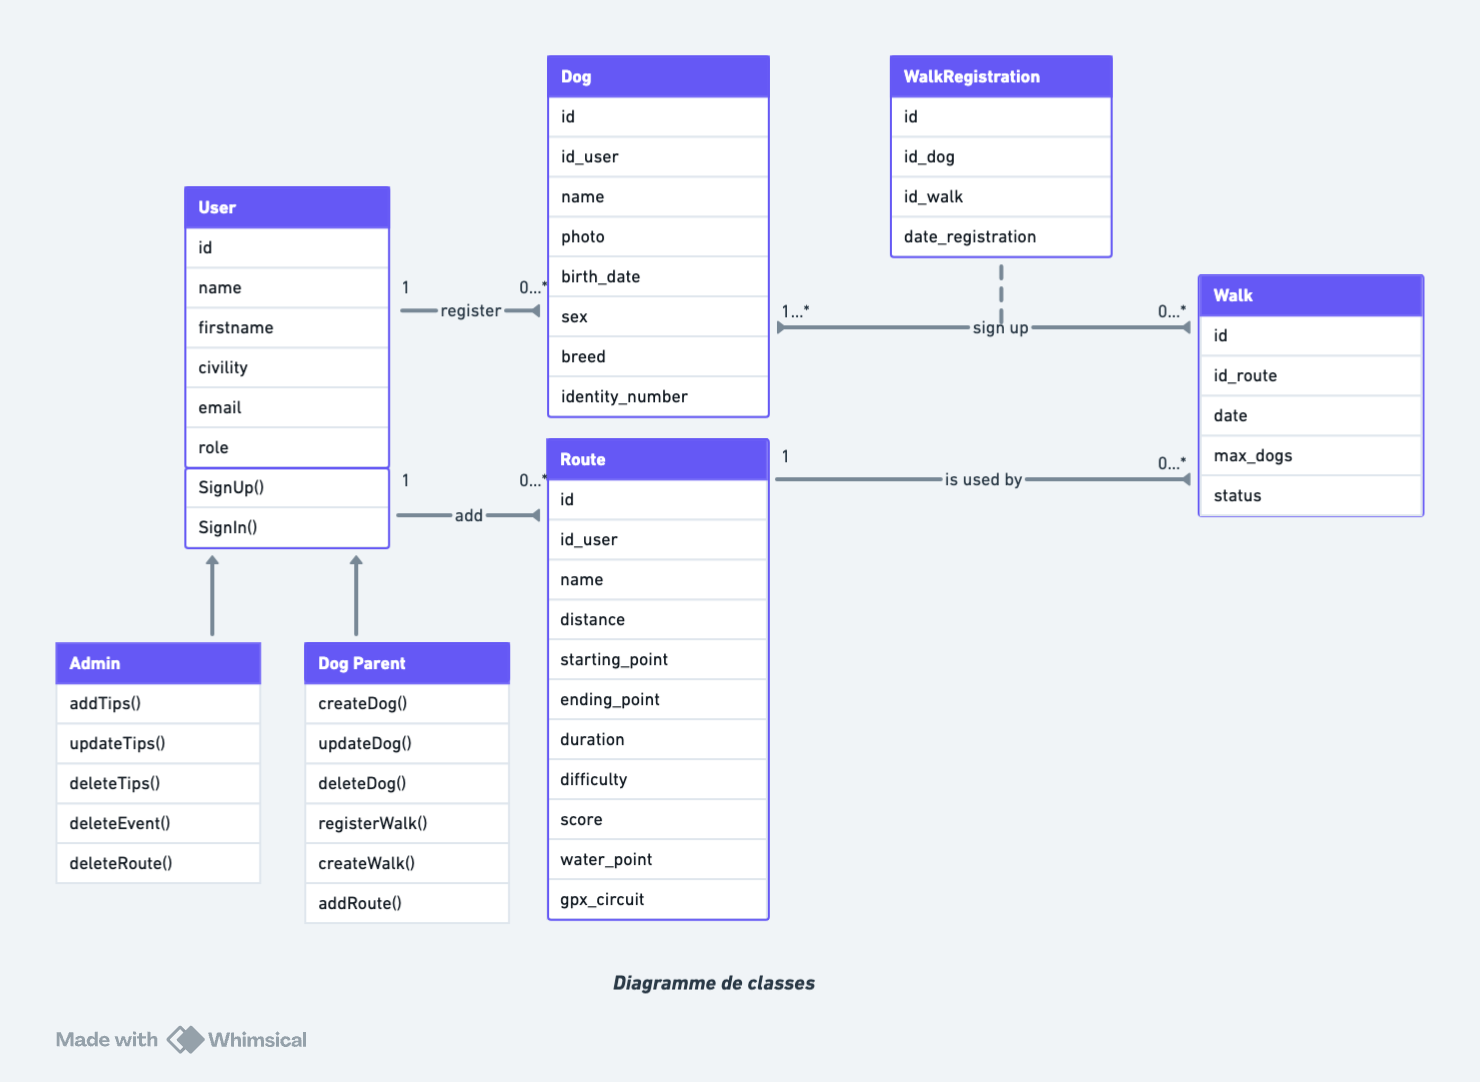 Dog
id
id_user
name
photo
birth_date
sex
breed
identity_number
WalkRegistration
id
id_dog
id_walk
date_registration
User
id
name
firstname
civility
email
role
SignUp()
SignIn()
1
0...*
register
1...*
0...*
sign up
Walk
id
id_route
date
max_dogs
status
1
0...*
add
Route
id
id_user
name
distance
starting_point
ending_point
duration
difficulty
score
water_point
gpx_circuit
1
0...*
is used by
Admin
addTips()
updateTips()
deleteTips()
deleteEvent()
deleteRoute()
Dog Parent
createDog()
updateDog()
deleteDog()
registerWalk()
createWalk()
addRoute()
Diagramme de classes
Made with Whimsical